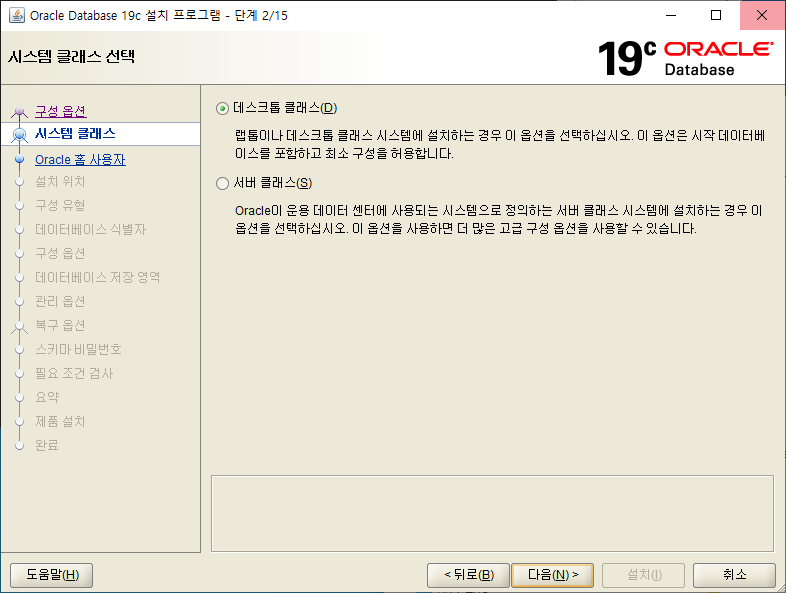 Oracle Database 19c 설치 프로그램 - 단계 2/15
시스템 클래스 선택
19c ORACLE
Database
구성 옵션
시스템 클래스
Oracle 홈 사용자
설치 위치
구성 유형
데이터베이스 식별자
구성 옵션
데이터베이스 저장 영역
관리 옵션
복구 옵션
스키마 비밀번호
필요 조건 검사
요약
제품 설치
완료
데스크톱 클래스(D)
랩톱이나 데스크톱 클래스 시스템에 설치하는 경우 이 옵션을 선택하십시오. 이 옵션은 시작 데이터베
이스를 포함하고 최소 구성을 허용합니다.
서버 클래스(S)
Oracle이 운용 데이터 센터에 사용되는 시스템으로 정의하는 서버 클래스 시스템에 설치하는 경우 이
옵션을 선택하십시오. 이 옵션을 사용하면 더 많은 고급 구성 옵션을 사용할 수 있습니다.
도움말(H)
< 뒤로(B)
다음(N) >
설치(I)
취소